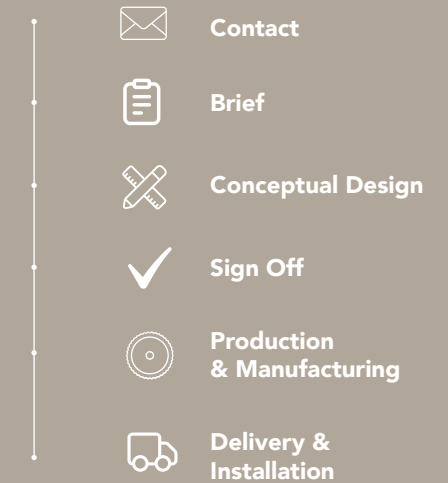 Contact
Brief
Conceptual Design
Sign Off
Production
& Manufacturing
Delivery &
Installation